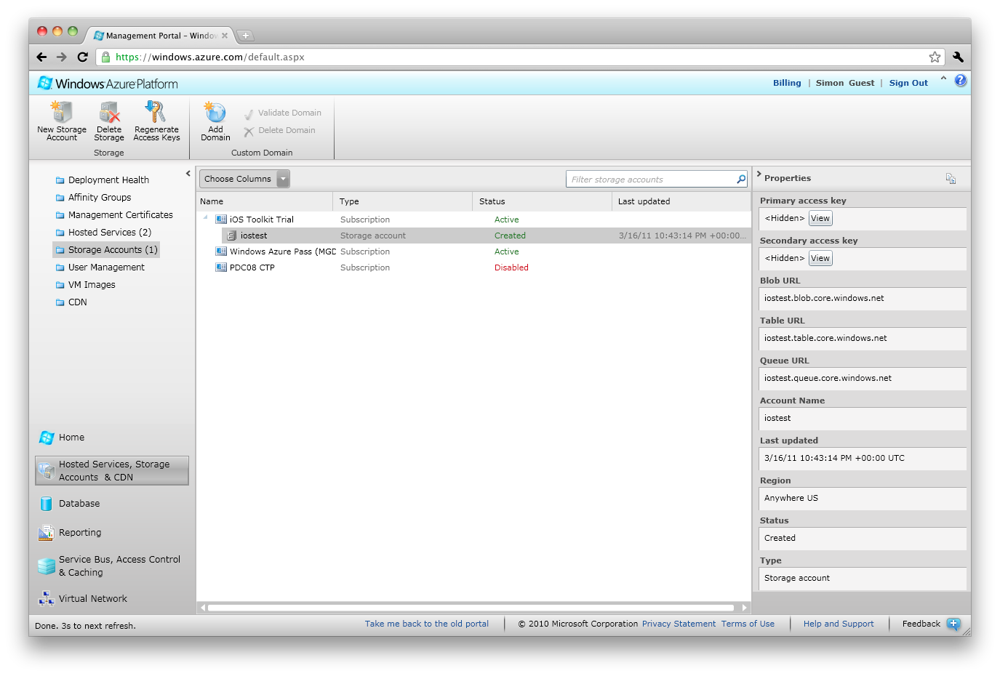 Management Portal - Windo
https://windows.azure.com/default.aspx
Windows Azure Platform
Billing | Simon Guest | Sign Out
New Storage Account
Delete Storage
Regenerate Access Keys
Storage
Add Domain
Validate Domain
Delete Domain
Custom Domain
Deployment Health
Affinity Groups
Management Certificates
Hosted Services (2)
Storage Accounts (1)
User Management
VM Images
CDN
Home
Hosted Services, Storage
Accounts & CDN
Database
Reporting
Service Bus, Access Control
& Caching
Virtual Network
Choose Columns
Filter storage accounts
Name Type Status Last updated
iOS Toolkit Trial Subscription Active
iostest Storage account Created 3/16/11 10:43:14 PM +00:00...
Windows Azure Pass (MGD Subscription Active
PDC08 CTP Subscription Disabled
Properties
Primary access key
<Hidden> View
Secondary access key
<Hidden> View
Blob URL
iostest.blob.core.windows.net
Table URL
iostest.table.core.windows.net
Queue URL
iostest.queue.core.windows.net
Account Name
iostest
Last updated
3/16/11 10:43:14 PM +00:00 UTC
Region
Anywhere US
Status
Created
Type
Storage account
Done. 3s to next refresh.
Take me back to the old portal
© 2010 Microsoft Corporation Privacy Statement Terms of Use
Help and Support
Feedback